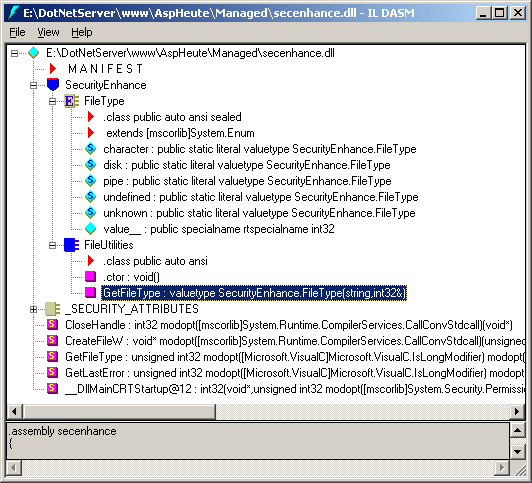 E:\DotNetServer\www\AspHeute\Managed\secenhance.dll - IL DASM
File View Help
E:\DotNetServer\www\AspHeute\Managed\secenhance.dll
M A N I F E S T
SecurityEnhance
FileType
.class public auto ansi sealed
extends [mscorlib]System.Enum
character : public static literal valuetype SecurityEnhance.FileType
disk : public static literal valuetype SecurityEnhance.FileType
pipe : public static literal valuetype SecurityEnhance.FileType
undefined : public static literal valuetype SecurityEnhance.FileType
unknown : public static literal valuetype SecurityEnhance.FileType
value__ : public specialname rtspecialname int32
FileUtilities
.class public auto ansi
.ctor : void()
GetFileType : valuetype SecurityEnhance.FileType(string,int32&)
_SECURITY_ATTRIBUTES
CloseHandle : int32 modopt([mscorlib]System.Runtime.CompilerServices.CallConvStdcall)(void*)
CreateFileW : void* modopt([mscorlib]System.Runtime.CompilerServices.CallConvStdcall)(unsigned
GetFileType : unsigned int32 modopt([Microsoft.VisualC]Microsoft.VisualC.IsLongModifier) modopt(
GetLastError : unsigned int32 modopt([Microsoft.VisualC]Microsoft.VisualC.IsLongModifier) modopt
__DllMainCRTStartup@12 : int32(void*,unsigned int32 modopt([mscorlib]System.Security.Permissio
.assembly secenhance
{